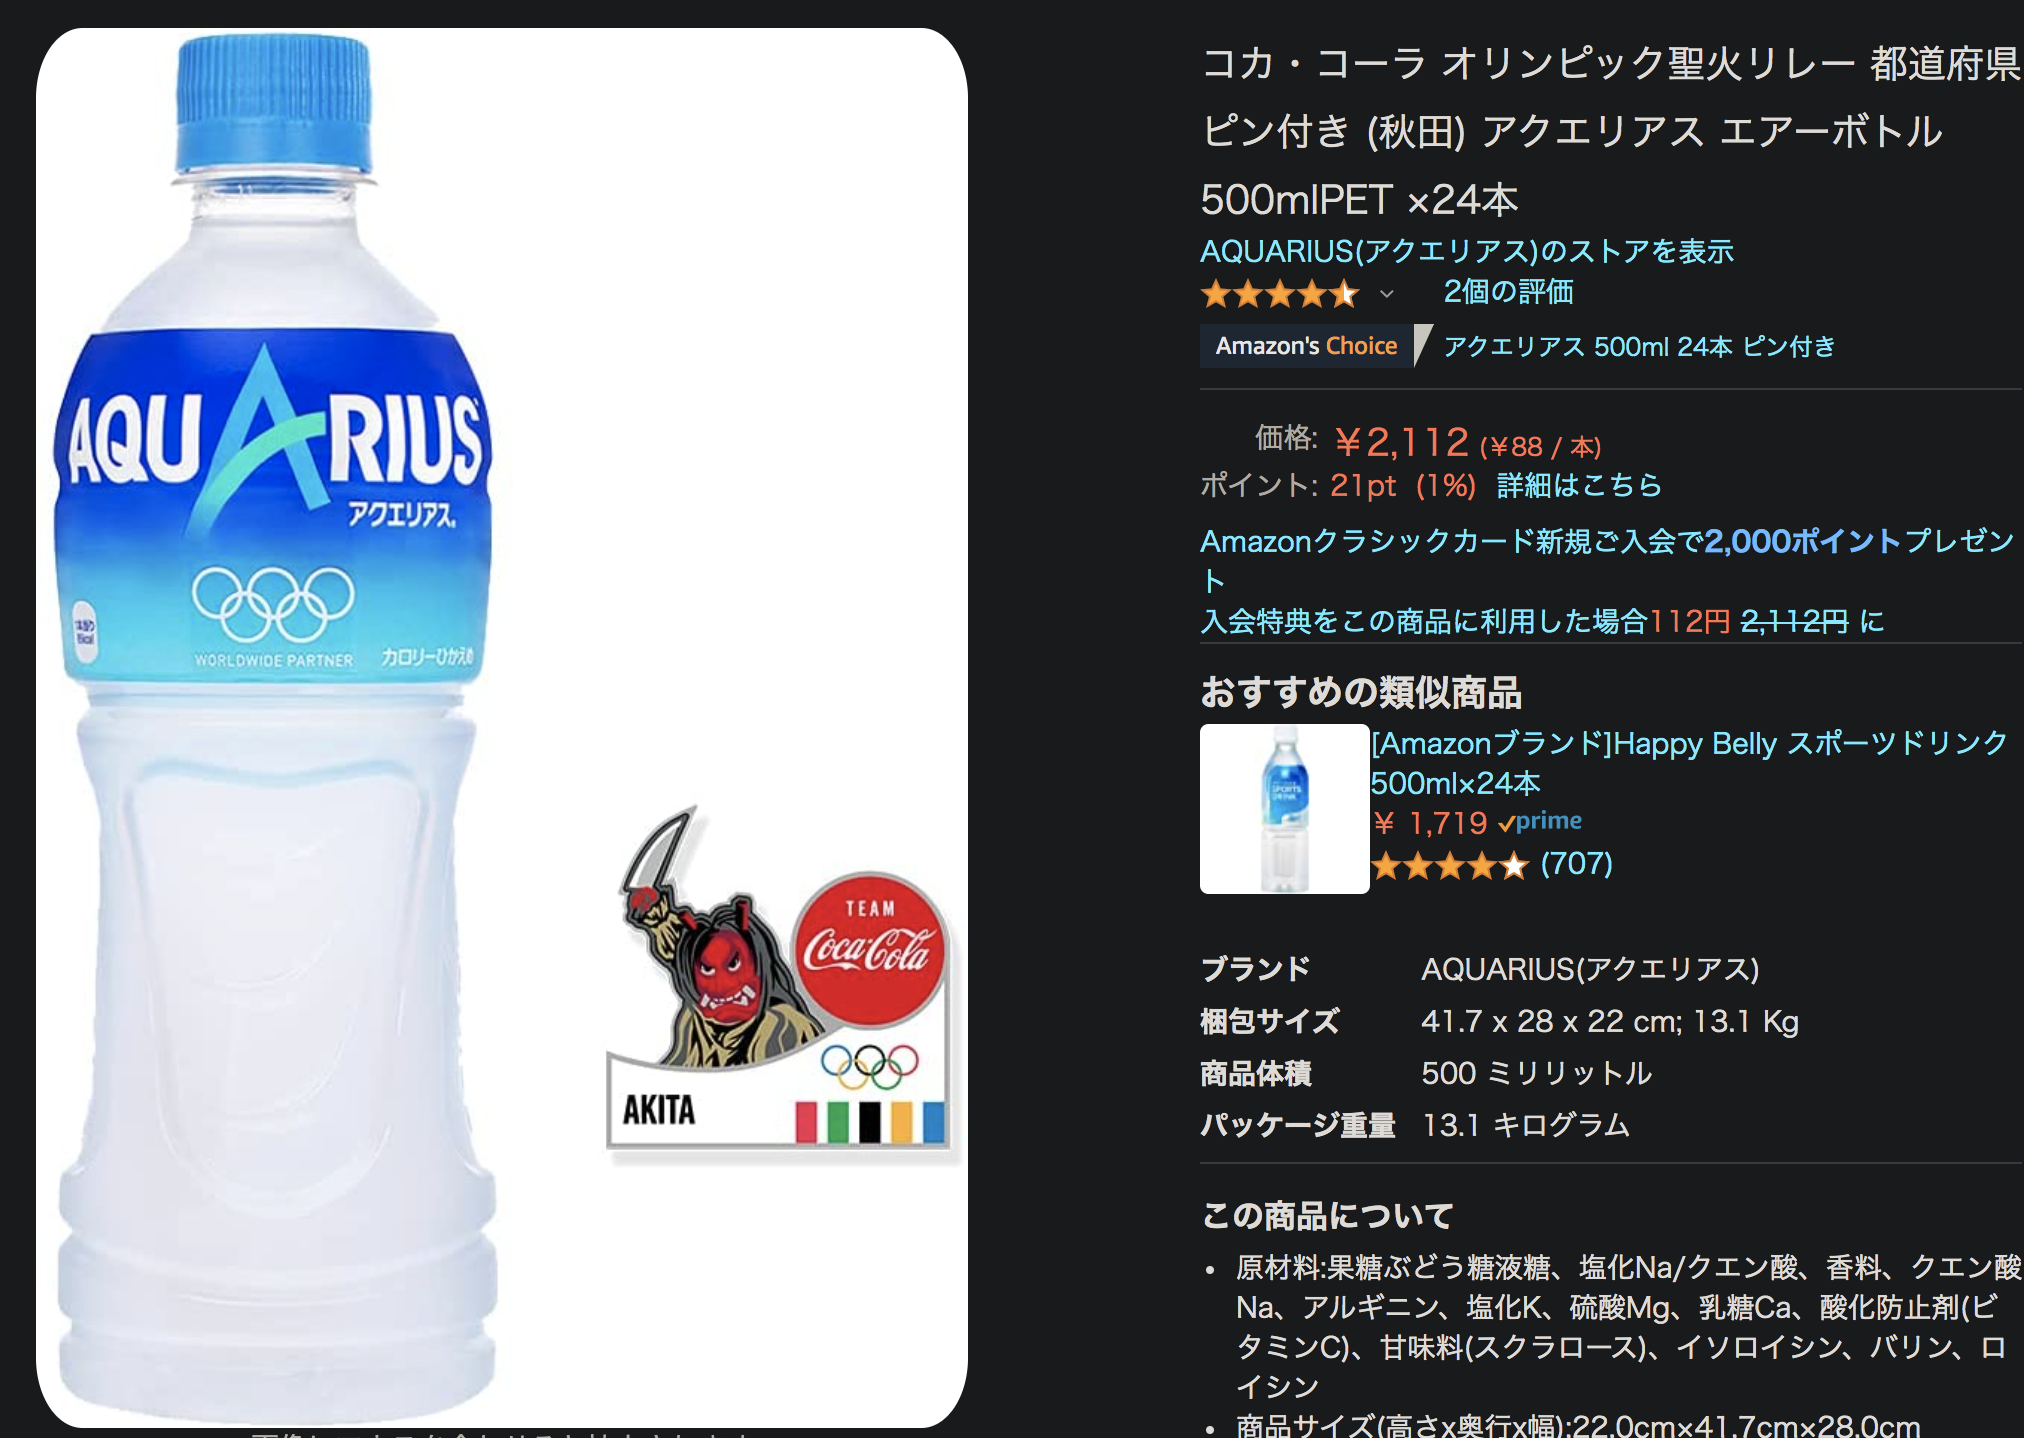 AQUARIUS
アクエリアス®
WORLDWIDE PARTNER
カロリーひかえめ
TEAM
Coca-Cola
AKITA
コカ・コーラ オリンピック聖火リレー 都道府県
ピン付き (秋田) アクエリアス エアーボトル
500mlPET ×24本
AQUARIUS(アクエリアス)のストアを表示
2個の評価
Amazon's Choice アクエリアス 500ml 24本 ピン付き
価格: ￥2,112 (￥88 / 本)
ポイント: 21pt (1%) 詳細はこちら
Amazonクラシックカード新規ご入会で2,000ポイントプレゼン
ト
入会特典をこの商品に利用した場合112円 2,112円 に
おすすめの類似商品
[Amazonブランド]Happy Belly スポーツドリンク
500ml×24本
￥ 1,719 prime
(707)
ブランド AQUARIUS(アクエリアス)
梱包サイズ 41.7 x 28 x 22 cm; 13.1 Kg
商品体積 500 ミリリットル
パッケージ重量 13.1 キログラム
この商品について
• 原材料:果糖ぶどう糖液糖、塩化Na/クエン酸、香料、クエン酸
Na、アルギニン、塩化K、硫酸Mg、乳糖Ca、酸化防止剤(ビ
タミンC)、甘味料(スクラロース)、イソロイシン、バリン、ロ
イシン
• 商品サイズ(高さx奥行x幅):22.0cm×41.7cm×28.0cm